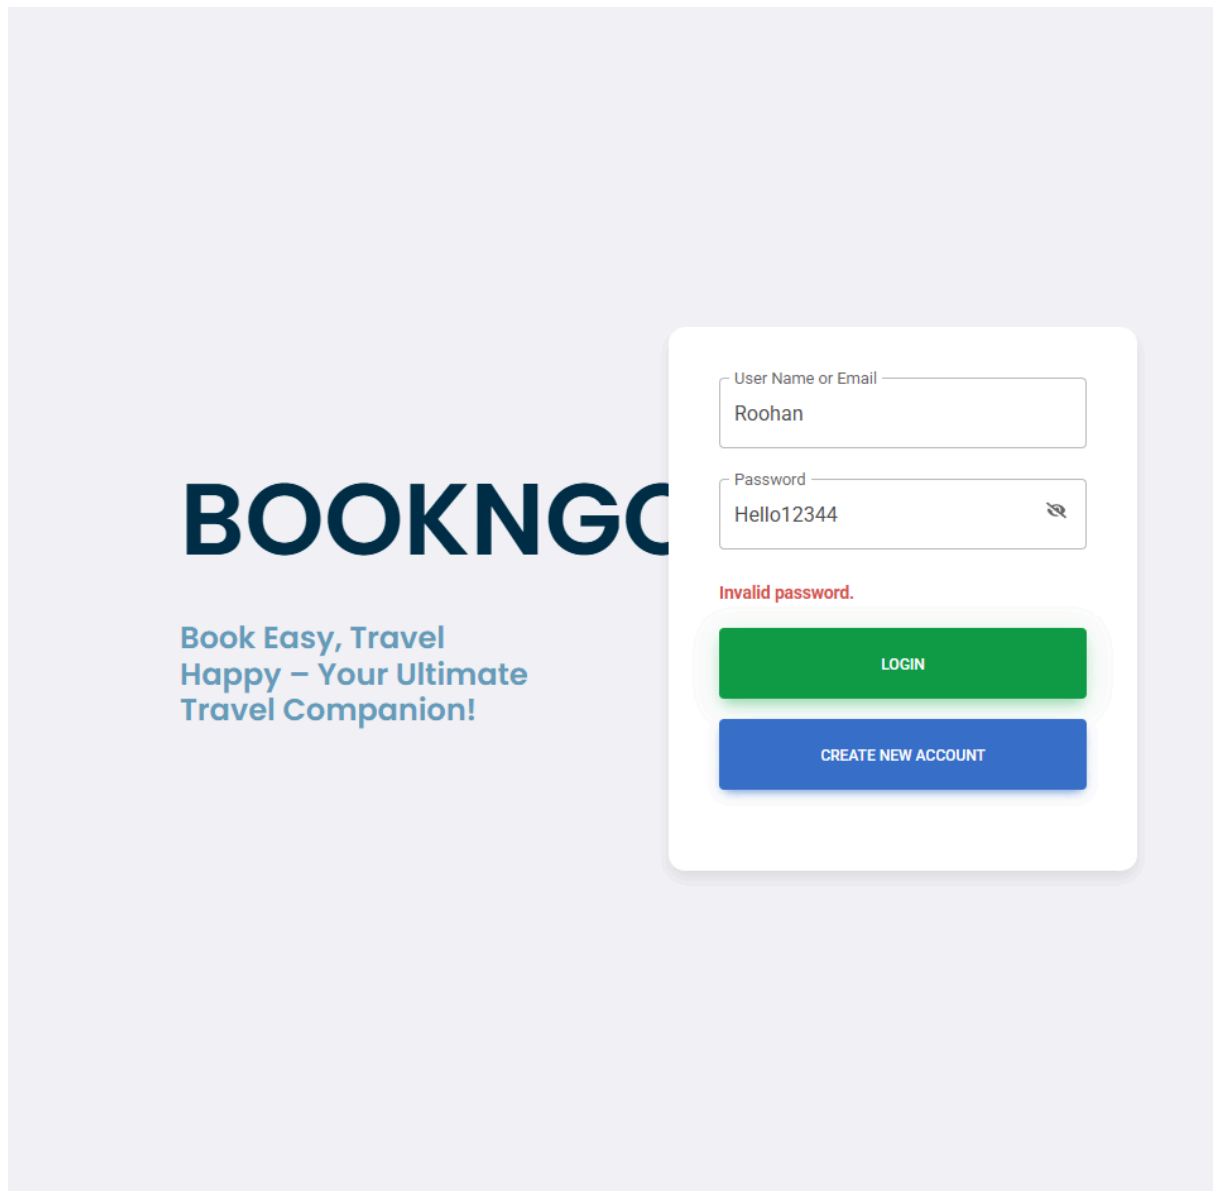 BOOKNGO
Book Easy, Travel
Happy – Your Ultimate
Travel Companion!
User Name or Email
Roohan
Password
Hello12344
Invalid password.
LOGIN
CREATE NEW ACCOUNT